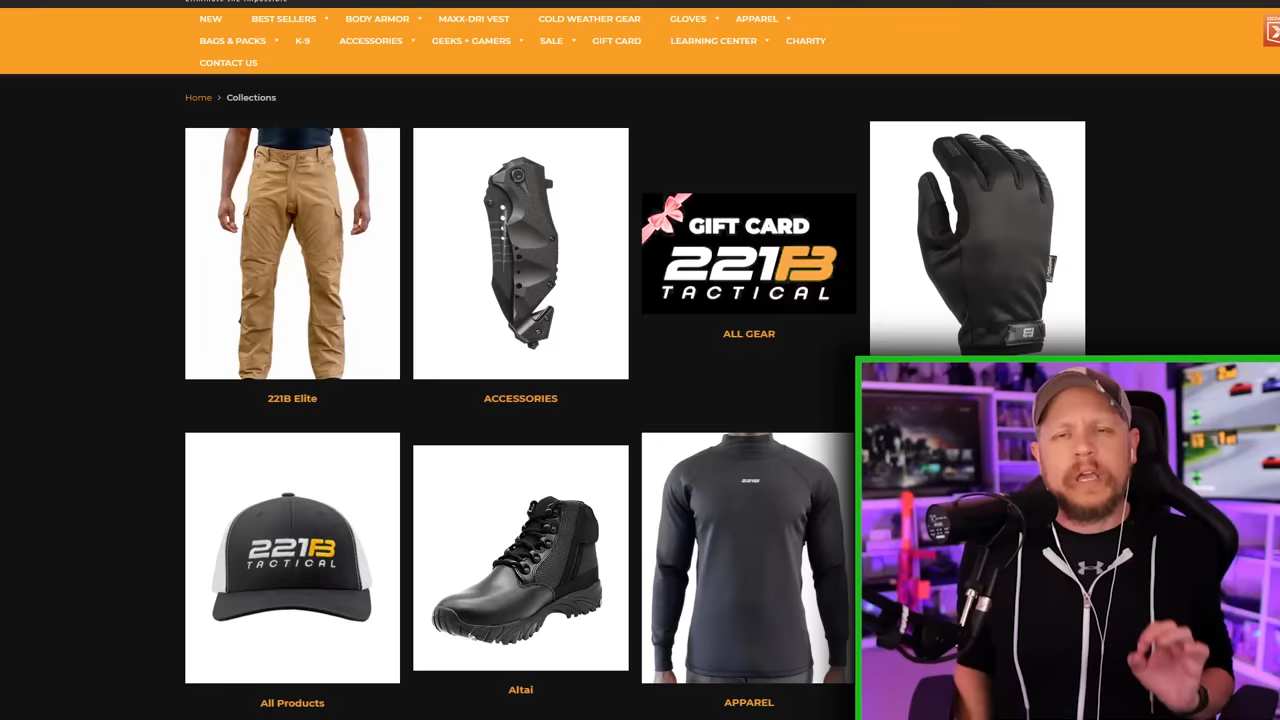 NEW BEST SELLERS BODY ARMOR MAXX-DRI VEST COLD WEATHER GEAR GLOVES APPAREL
BAGS & PACKS K-9 ACCESSORIES GEEKS + GAMERS SALE GIFT CARD LEARNING CENTER CHARITY
CONTACT US
Home > Collections
GIFT CARD
221B
TACTICAL
221B Elite
ACCESSORIES
ALL GEAR
221B
TACTICAL
All Products
Altai
APPAREL